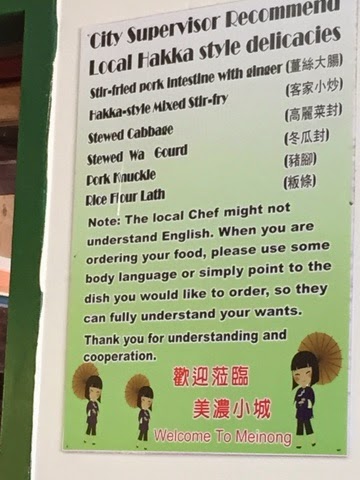 City Supervisor Recommend
Local Hakka style delicacies
Stir-fried pork intestine with ginger (薑絲大腸)
Hakka-style Mixed Stir-fry (客家小炒)
Stewed Cabbage (高麗菜封)
Stewed Wa Gourd (冬瓜封)
Pork Knuckle (豬腳)
Rice Flour Lath (粄條)
Note: The local Chef might not
understand English. When you are
ordering your food, please use some
body language or simply point to the
dish you would like to order, so they
can fully understand your wants.
Thank you for understanding and
cooperation.
歡迎蒞臨
美濃小城
Welcome To Meinong